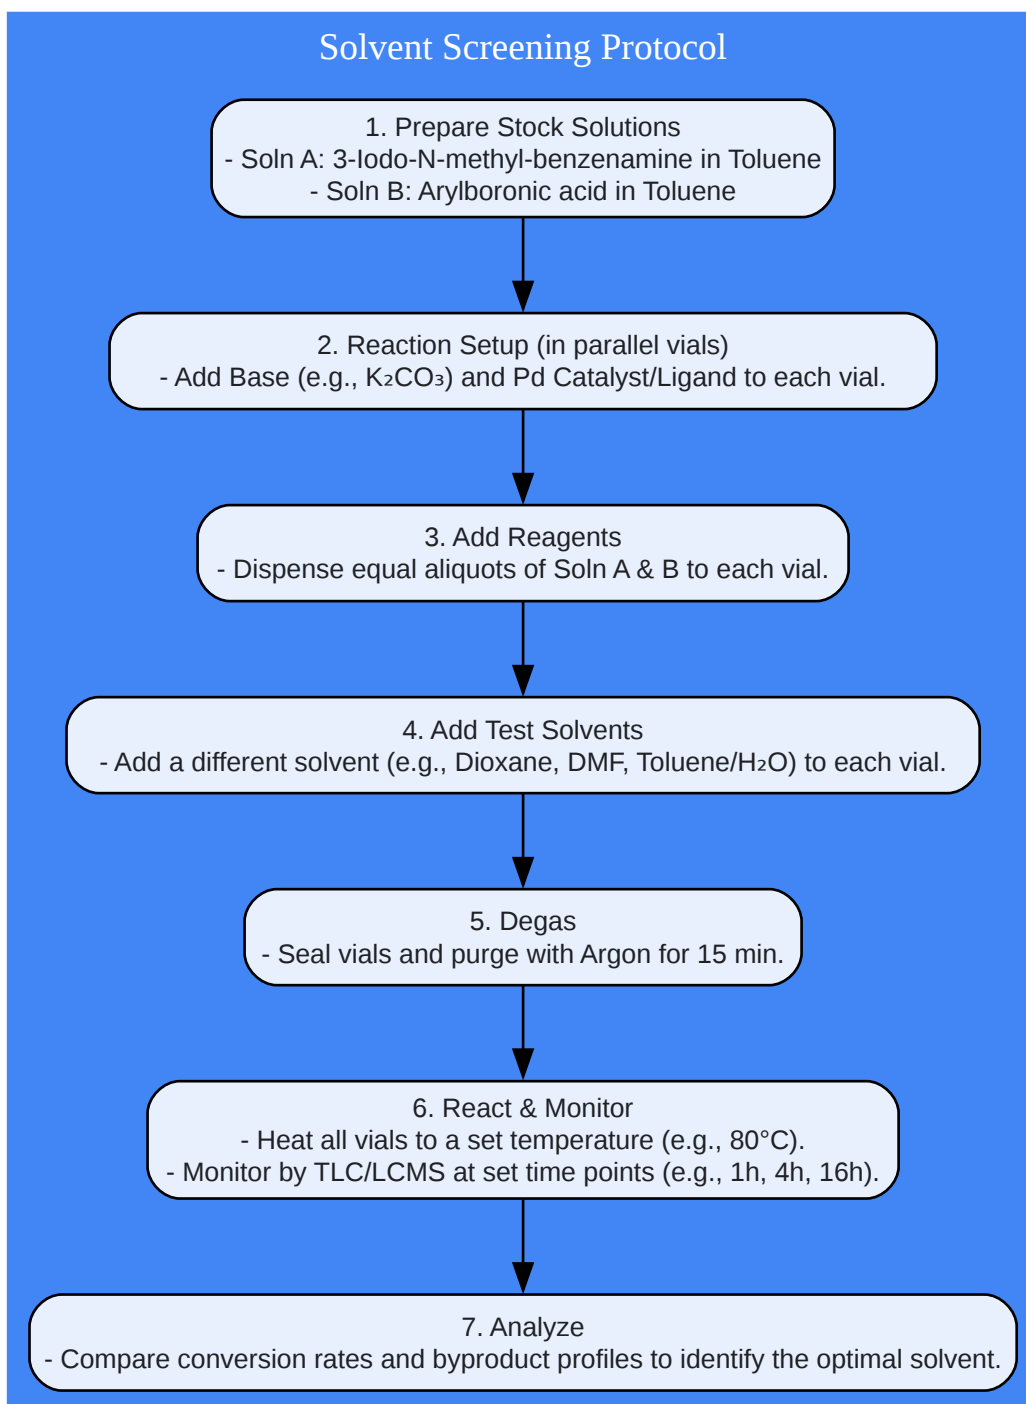 Solvent Screening Protocol
1. Prepare Stock Solutions
- Soln A: 3-Iodo-N-methyl-benzenamine in Toluene
- Soln B: Arylboronic acid in Toluene
2. Reaction Setup (in parallel vials)
- Add Base (e.g., K₂CO₃) and Pd Catalyst/Ligand to each vial.
3. Add Reagents
- Dispense equal aliquots of Soln A & B to each vial.
4. Add Test Solvents
- Add a different solvent (e.g., Dioxane, DMF, Toluene/H₂O) to each vial.
5. Degas
- Seal vials and purge with Argon for 15 min.
6. React & Monitor
- Heat all vials to a set temperature (e.g., 80°C).
- Monitor by TLC/LCMS at set time points (e.g., 1h, 4h, 16h).
7. Analyze
- Compare conversion rates and byproduct profiles to identify the optimal solvent.